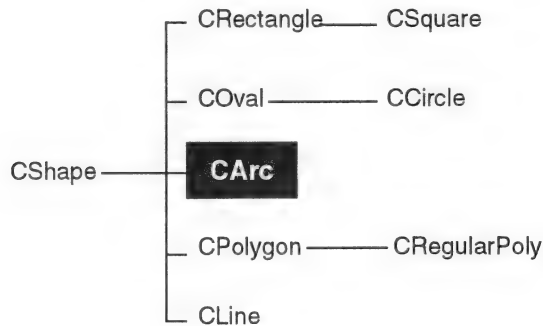 CRectangle CSquare
COval CCircle
CShape CArc
CPolygon CRegularPoly
CLine